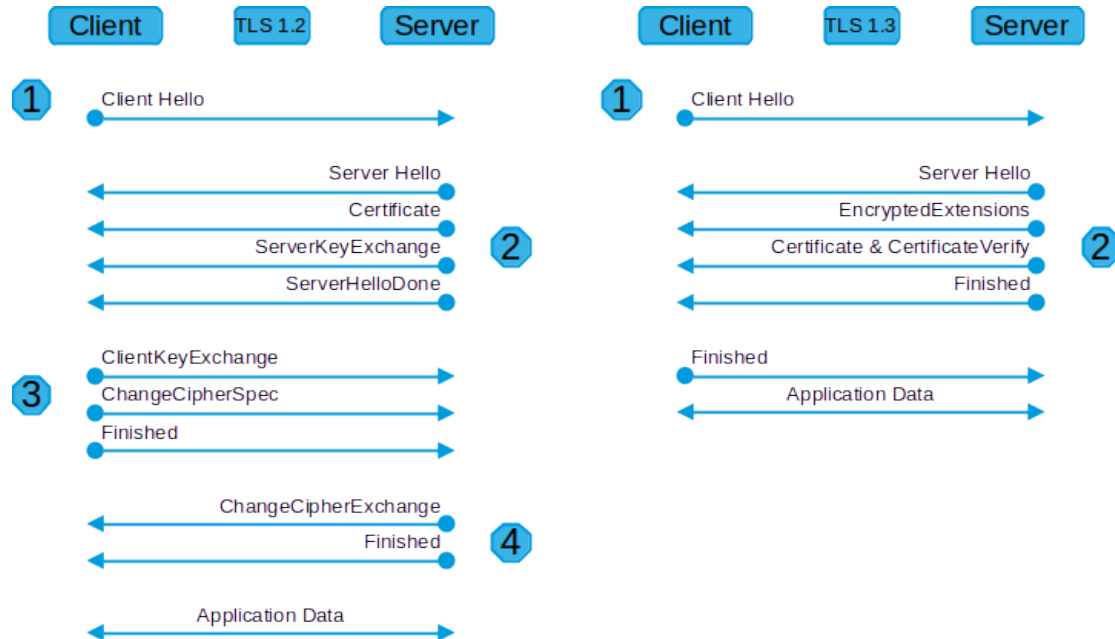 Client TLS 1.2 Server
1 Client Hello
Server Hello
Certificate
2
ServerKeyExchange
ServerHelloDone
ClientKeyExchange
3 ChangeCipherSpec
Finished
ChangeCipherExchange
4
Finished
Application Data
Client TLS 1.3 Server
1 Client Hello
Server Hello
EncryptedExtensions
2
Certificate & CertificateVerify
Finished
Finished
Application Data